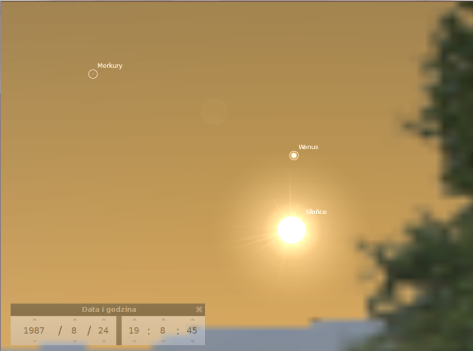 Merkury
Wenus
Słońce
Data i godzina
1987 / 8 / 24 19 : 8 : 45